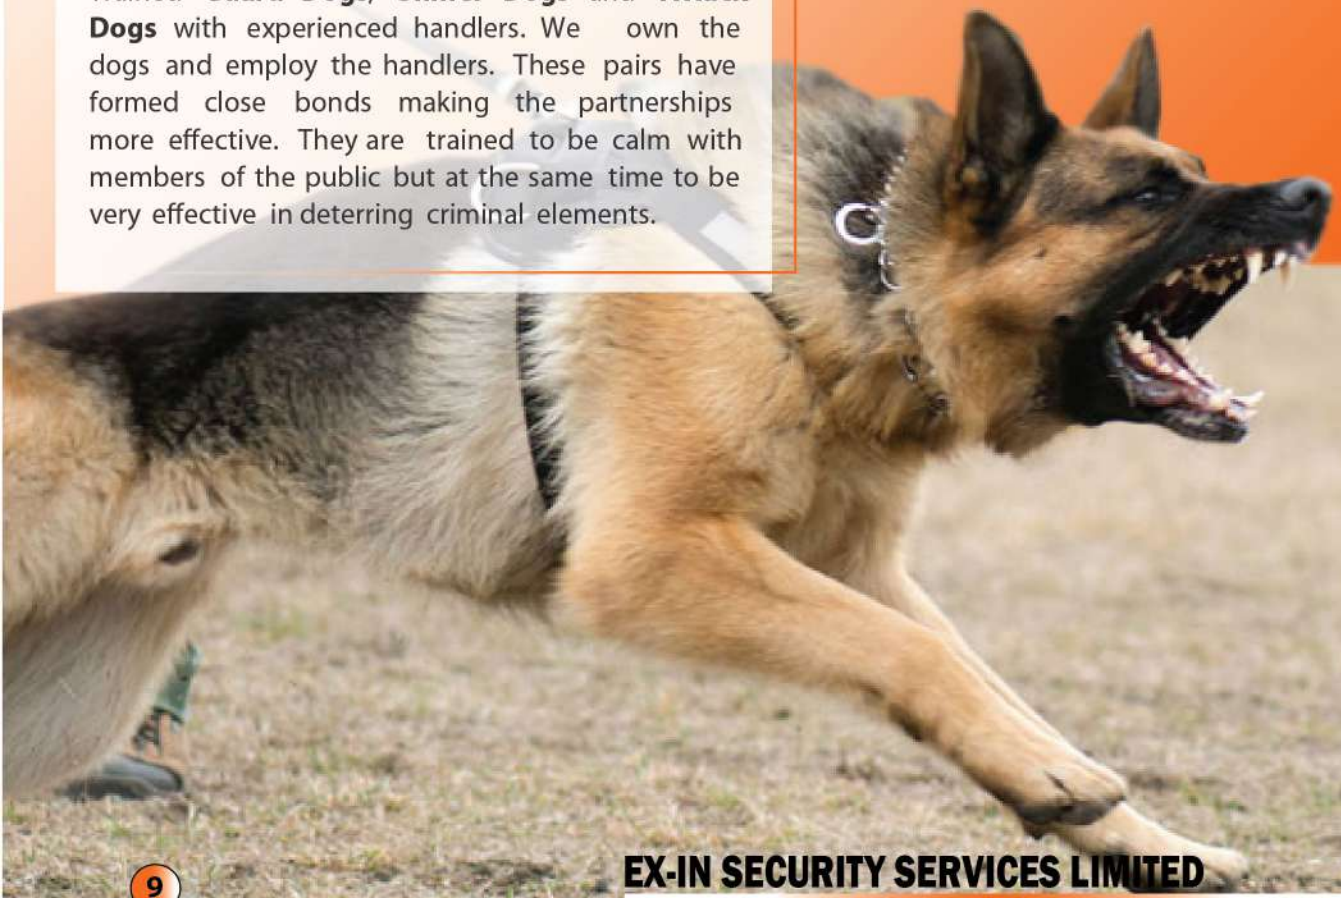 Dogs with experienced handlers. We own the
dogs and employ the handlers. These pairs have
formed close bonds making the partnerships
more effective. They are trained to be calm with
members of the public but at the same time to be
very effective in deterring criminal elements.
9
EX-IN SECURITY SERVICES LIMITED